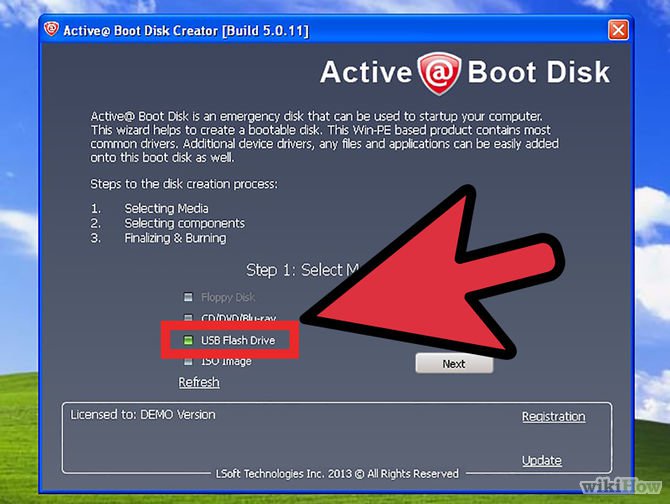 Active@ Boot Disk Creator [Build 5.0.11]
Active @ Boot Disk
Active@ Boot Disk is an emergency disk that can be used to startup your computer.
This wizard helps to create a bootable disk. This Win-PE based product contains most
common drivers. Additional device drivers, any files and applications can be easily added
onto this boot disk as well.
Steps to the disk creation process:
1. Selecting Media
2. Selecting components
3. Finalizing & Burning
Step 1: Select
Floppy Disk
CD/DVD/Blu-ray
USB Flash Drive
ISO Image
Next
Refresh
Licensed to: DEMO Version
Registration
Update
LSoft Technologies Inc. 2013 © All Rights Reserved
wikiHow